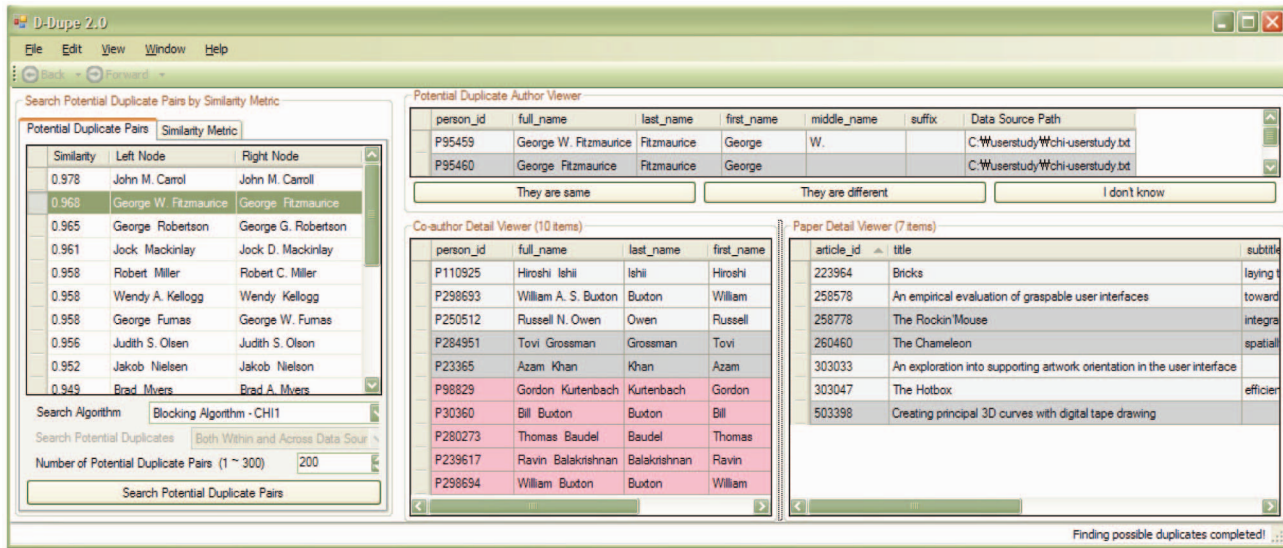 D-Dupe 2.0
File Edit View Window Help
Back Forward
Search Potential Duplicate Pairs by Similarity Metric
Potential Duplicate Pairs Similarity Metric
Similarity Left Node Right Node
0.978 John M. Carrol John M. Carroll
0.968 George W. Fitzmaurice George Fitzmaurice
0.965 George Robertson George G. Robertson
0.961 Jock Mackinlay Jock D. Mackinlay
0.958 Robert Miller Robert C. Miller
0.958 Wendy A. Kellogg Wendy Kellogg
0.958 George Furnas George W. Furnas
0.956 Judith S. Olsen Judith S. Olson
0.952 Jakob Nielsen Jakob Nielson
0.949 Brad Myers Brad A. Myers
Search Algorithm Blocking Algorithm - CHI1
Search Potential Duplicates Both Within and Across Data Sour
Number of Potential Duplicate Pairs (1 ~ 300) 200
Search Potential Duplicate Pairs
Potential Duplicate Author Viewer
person_id full_name last_name first_name middle_name suffix Data Source Path
P95459 George W. Fitzmaurice Fitzmaurice George W. C:₩userstudy₩chi-userstudy.txt
P95460 George Fitzmaurice Fitzmaurice George C:₩userstudy₩chi-userstudy.txt
They are same They are different I don't know
Co-author Detail Viewer (10 items)
person_id full_name last_name first_name
P110925 Hiroshi Ishii Ishii Hiroshi
P298693 William A. S. Buxton Buxton William
P250512 Russell N. Owen Owen Russell
P284951 Tovi Grossman Grossman Tovi
P23365 Azam Khan Khan Azam
P98829 Gordon Kurtenbach Kurtenbach Gordon
P30360 Bill Buxton Buxton Bill
P280273 Thomas Baudel Baudel Thomas
P239617 Ravin Balakrishnan Balakrishnan Ravin
P298694 William Buxton Buxton William
Paper Detail Viewer (7 items)
article_id title subtitle
223964 Bricks laying t
258578 An empirical evaluation of graspable user interfaces toward
258778 The Rockin'Mouse integra
260460 The Chameleon spatiall
303033 An exploration into supporting artwork orientation in the user interface
303047 The Hotbox efficien
503398 Creating principal 3D curves with digital tape drawing
Finding possible duplicates completed!